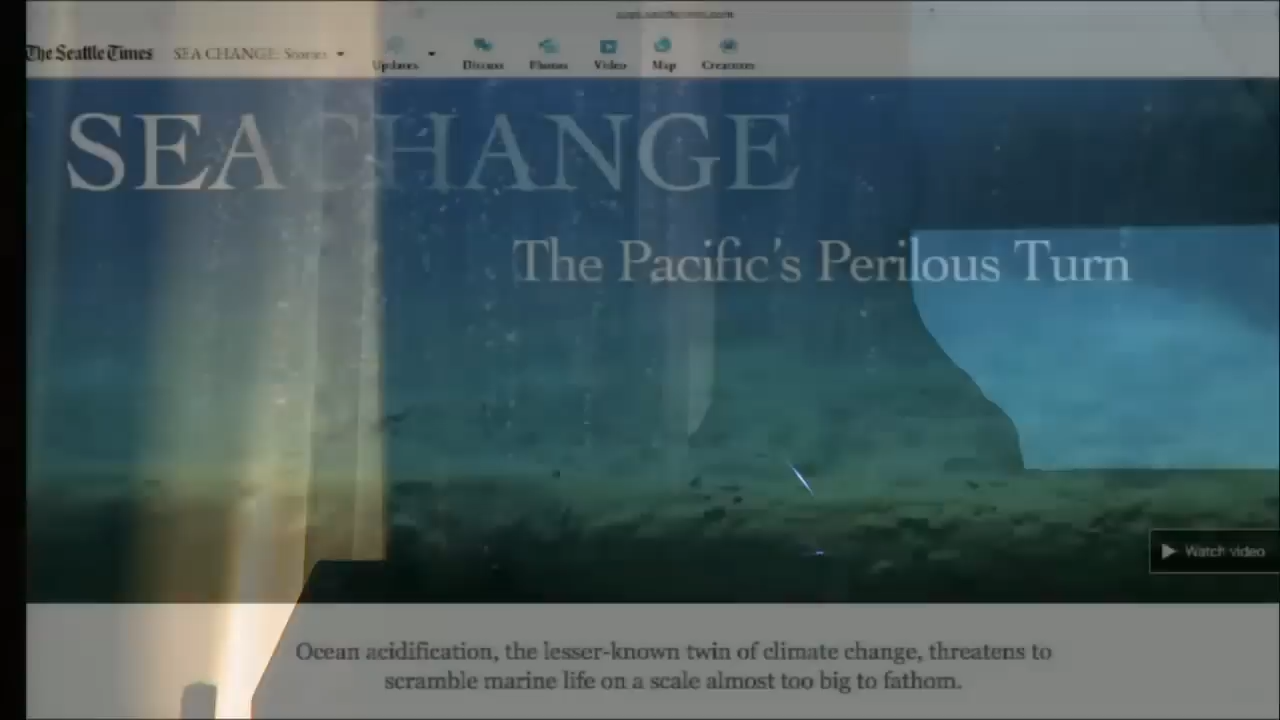 The Seattle Times SEA CHANGE: Stories
Updates Discuss Photos Video Map Creatures
SEA CHANGE
The Pacific's Perilous Turn
Watch video
Ocean acidification, the lesser-known twin of climate change, threatens to
scramble marine life on a scale almost too big to fathom.